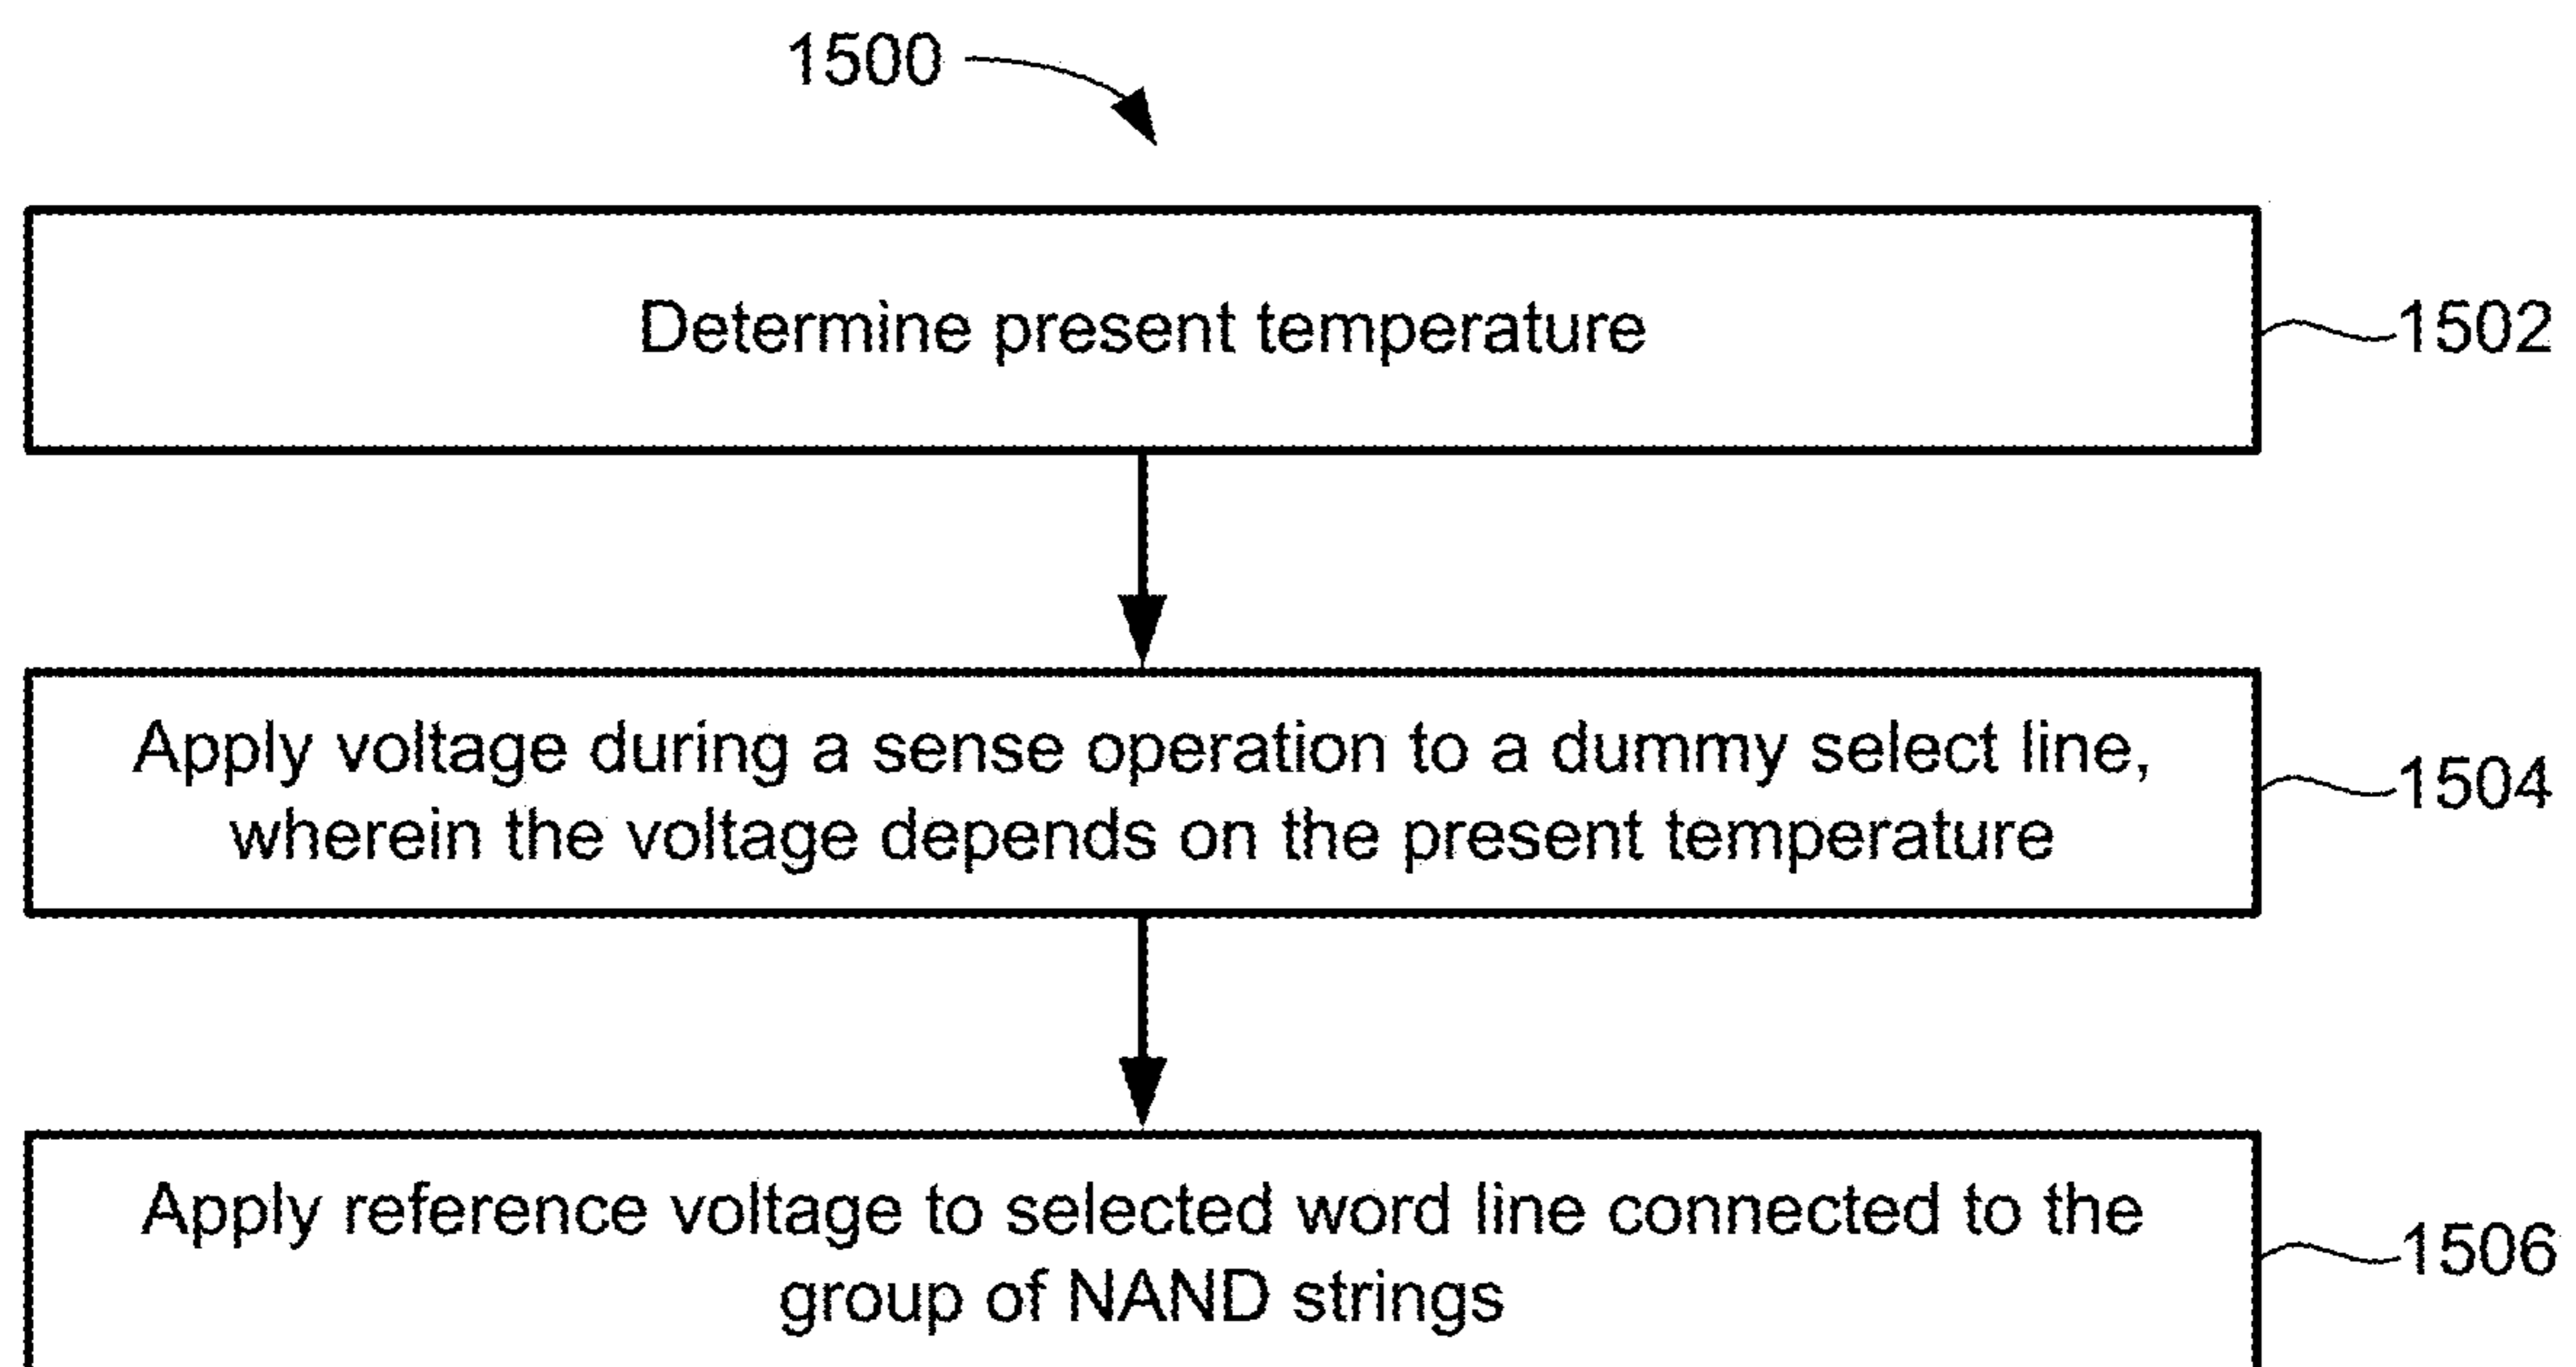 1500
Determine present temperature
1502
Apply voltage during a sense operation to a dummy select line,
wherein the voltage depends on the present temperature
1504
Apply reference voltage to selected word line connected to the
group of NAND strings
1506